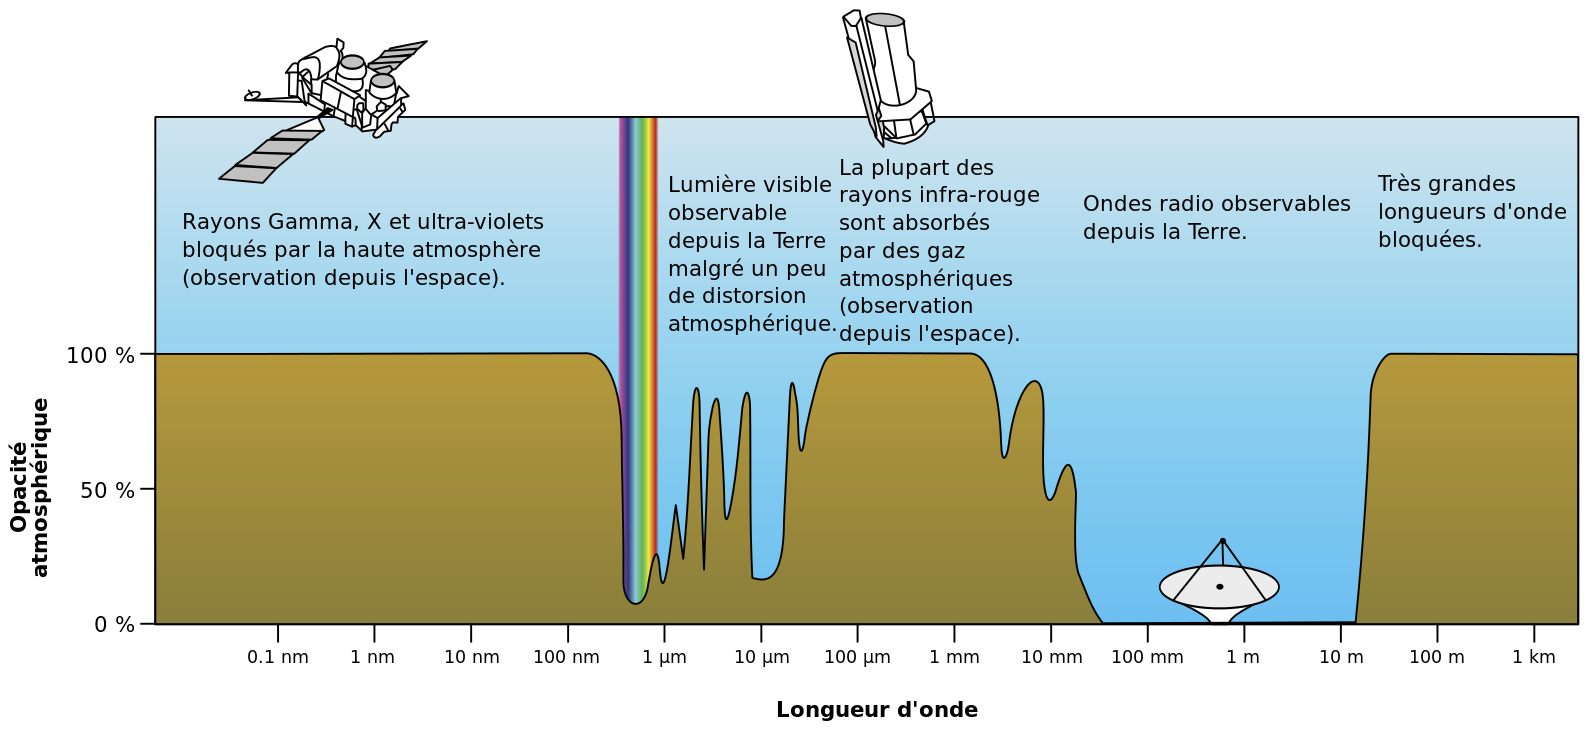 Rayons Gamma, X et ultra-violets
bloqués par la haute atmosphère
(observation depuis l'espace).
Lumière visible
observable
depuis la Terre
malgré un peu
de distorsion
atmosphérique.
La plupart des
rayons infra-rouge
sont absorbés
par des gaz
atmosphériques
(observation
depuis l'espace).
Ondes radio observables
depuis la Terre.
Très grandes
longueurs d'onde
bloquées.
Opacité
atmosphérique
100 %
50 %
0 %
0.1 nm
1 nm
10 nm
100 nm
1 µm
10 µm
100 µm
1 mm
10 mm
100 mm
1 m
10 m
100 m
1 km
Longueur d'onde